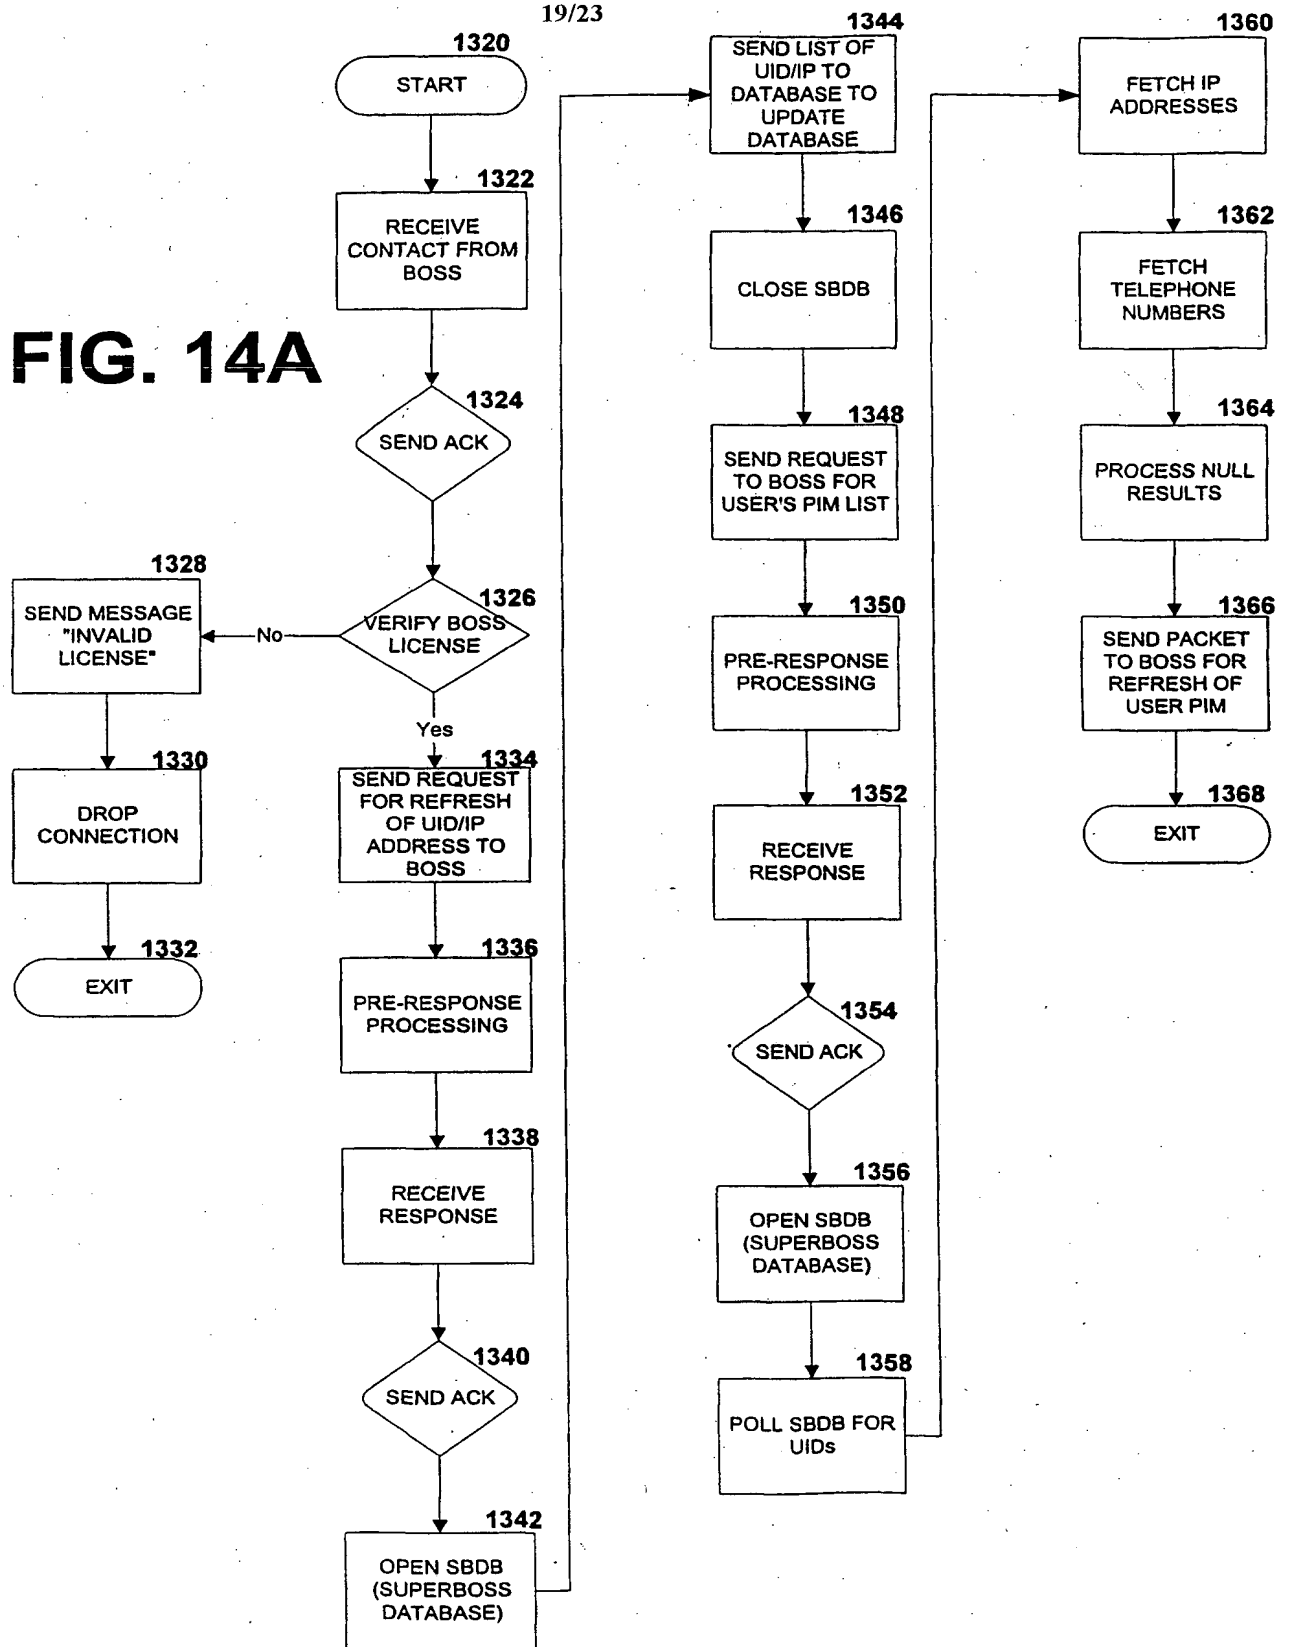 19/23
FIG. 14A
1320
START
1322
RECEIVE
CONTACT FROM
BOSS
1324
SEND ACK
1326
VERIFY BOSS
LICENSE
No
1328
SEND MESSAGE
"INVALID
LICENSE"
1330
DROP
CONNECTION
1332
EXIT
Yes
1334
SEND REQUEST
FOR REFRESH
OF UID/IP
ADDRESS TO
BOSS
1336
PRE-RESPONSE
PROCESSING
1338
RECEIVE
RESPONSE
1340
SEND ACK
1342
OPEN SBDB
(SUPERBOSS
DATABASE)
1344
SEND LIST OF
UID/IP TO
DATABASE TO
UPDATE
DATABASE
1346
CLOSE SBDB
1348
SEND REQUEST
TO BOSS FOR
USER'S PIM LIST
1350
PRE-RESPONSE
PROCESSING
1352
RECEIVE
RESPONSE
1354
SEND ACK
1356
OPEN SBDB
(SUPERBOSS
DATABASE)
1358
POLL SBDB FOR
UIDs
1360
FETCH IP
ADDRESSES
1362
FETCH
TELEPHONE
NUMBERS
1364
PROCESS NULL
RESULTS
1366
SEND PACKET
TO BOSS FOR
REFRESH OF
USER PIM
1368
EXIT